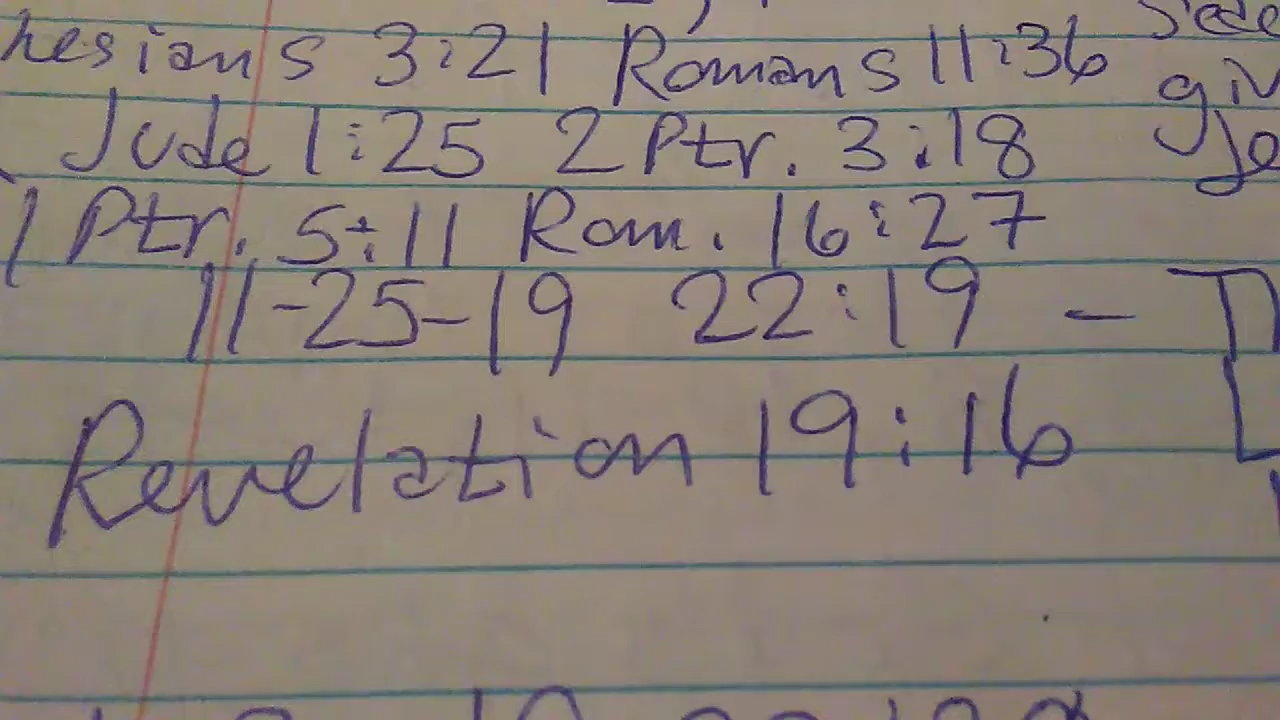 hesians 3:21 Romans 11:36
giv
Jude 1:25 2 Ptr. 3:18
1 Ptr. 5:11 Rom. 16:27
11-25-19 22:19 -
Revelation 19:16